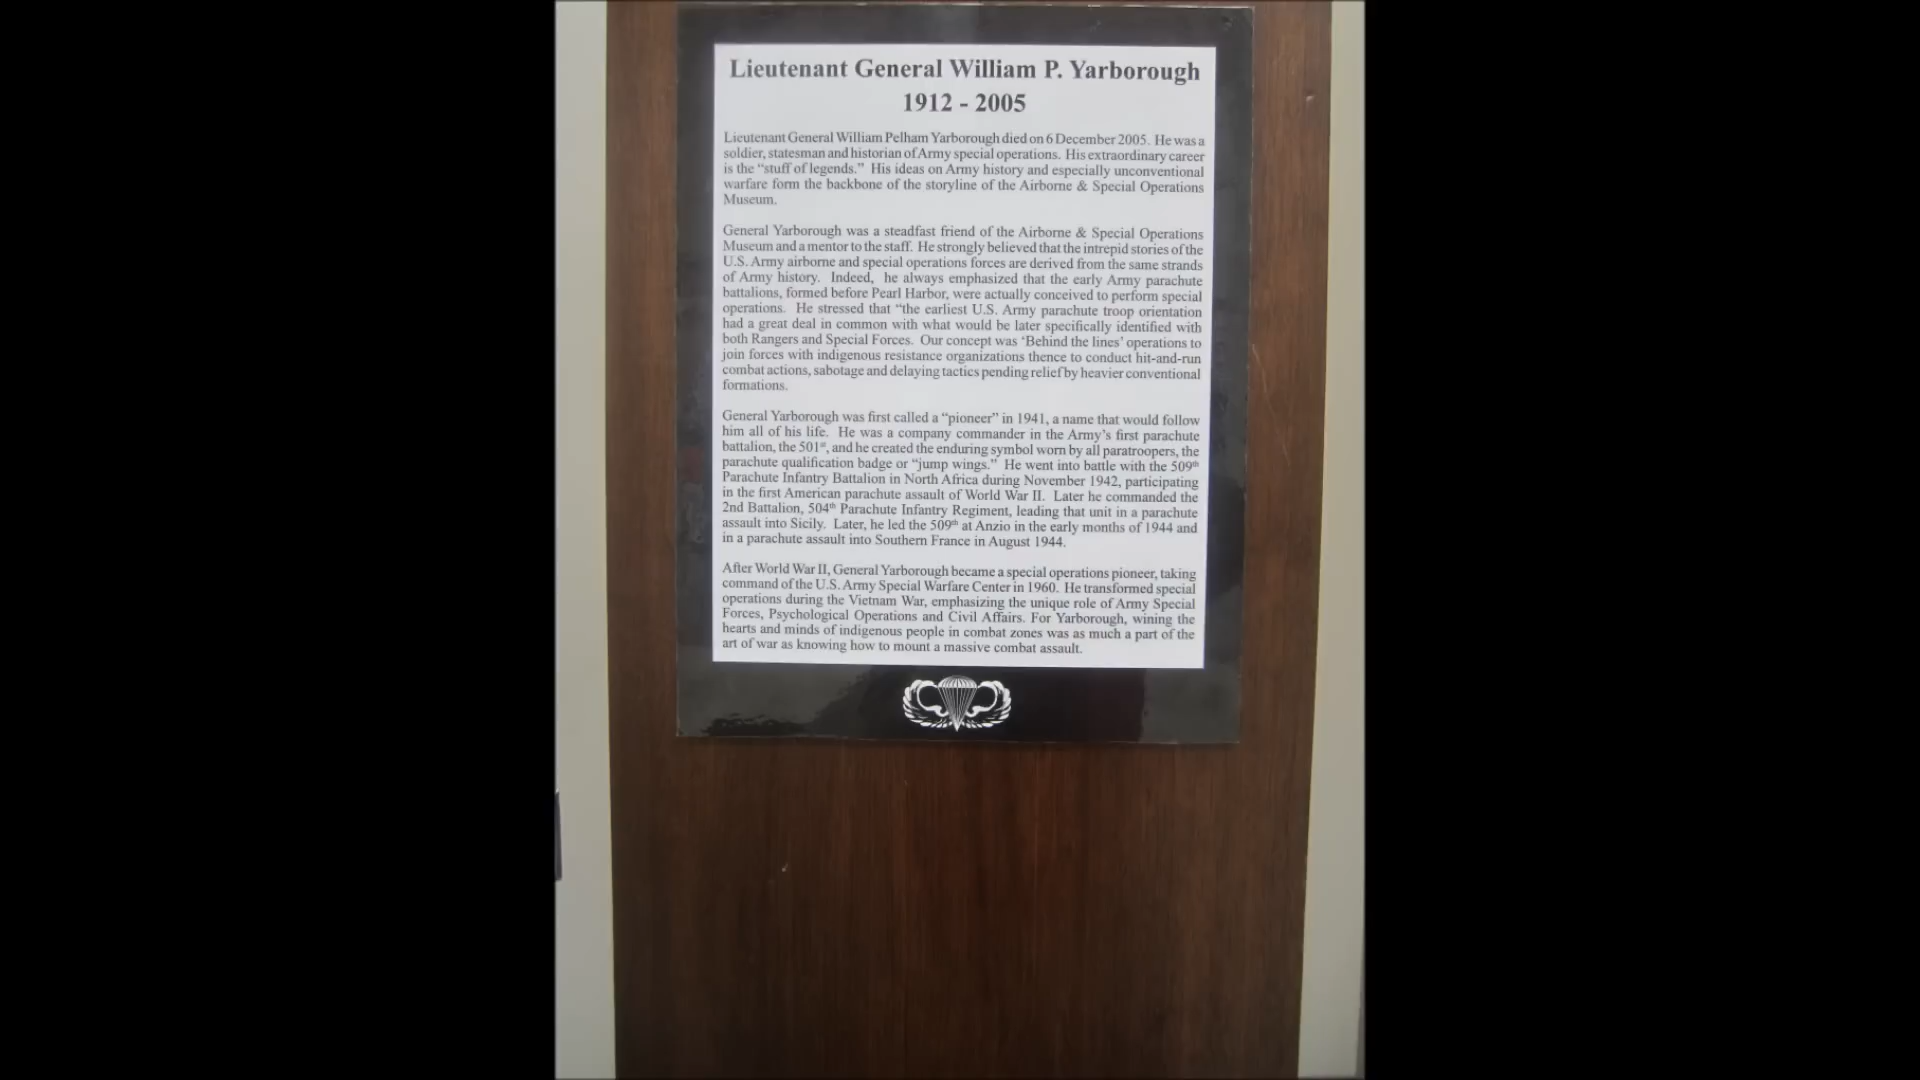 Lieutenant General William P. Yarborough
1912 - 2005
Lieutenant General William Pelham Yarborough died on 6 December 2005. He was a
soldier, statesman and historian of Army special operations. His extraordinary career
is the “stuff of legends.” His ideas on Army history and especially unconventional
warfare form the backbone of the storyline of the Airborne & Special Operations
Museum.
General Yarborough was a steadfast friend of the Airborne & Special Operations
Museum and a mentor to the staff. He strongly believed that the intrepid stories of the
U.S. Army airborne and special operations forces are derived from the same strands
of Army history. Indeed, he always emphasized that the early Army parachute
battalions, formed before Pearl Harbor, were actually conceived to perform special
operations. He stressed that “the earliest U.S. Army parachute troop orientation
had a great deal in common with what would be later specifically identified with
both Rangers and Special Forces. Our concept was ‘Behind the lines’ operations to
join forces with indigenous resistance organizations thence to conduct hit-and-run
combat actions, sabotage and delaying tactics pending relief by heavier conventional
formations.
General Yarborough was first called a “pioneer” in 1941, a name that would follow
him all of his life. He was a company commander in the Army’s first parachute
battalion, the 501st, and he created the enduring symbol worn by all paratroopers, the
parachute qualification badge or “jump wings.” He went into battle with the 509th
Parachute Infantry Battalion in North Africa during November 1942, participating
in the first American parachute assault of World War II. Later he commanded the
2nd Battalion, 504th Parachute Infantry Regiment, leading that unit in a parachute
assault into Sicily. Later, he led the 509th at Anzio in the early months of 1944 and
in a parachute assault into Southern France in August 1944.
After World War II, General Yarborough became a special operations pioneer, taking
command of the U.S. Army Special Warfare Center in 1960. He transformed special
operations during the Vietnam War, emphasizing the unique role of Army Special
Forces, Psychological Operations and Civil Affairs. For Yarborough, wining the
hearts and minds of indigenous people in combat zones was as much a part of the
art of war as knowing how to mount a massive combat assault.